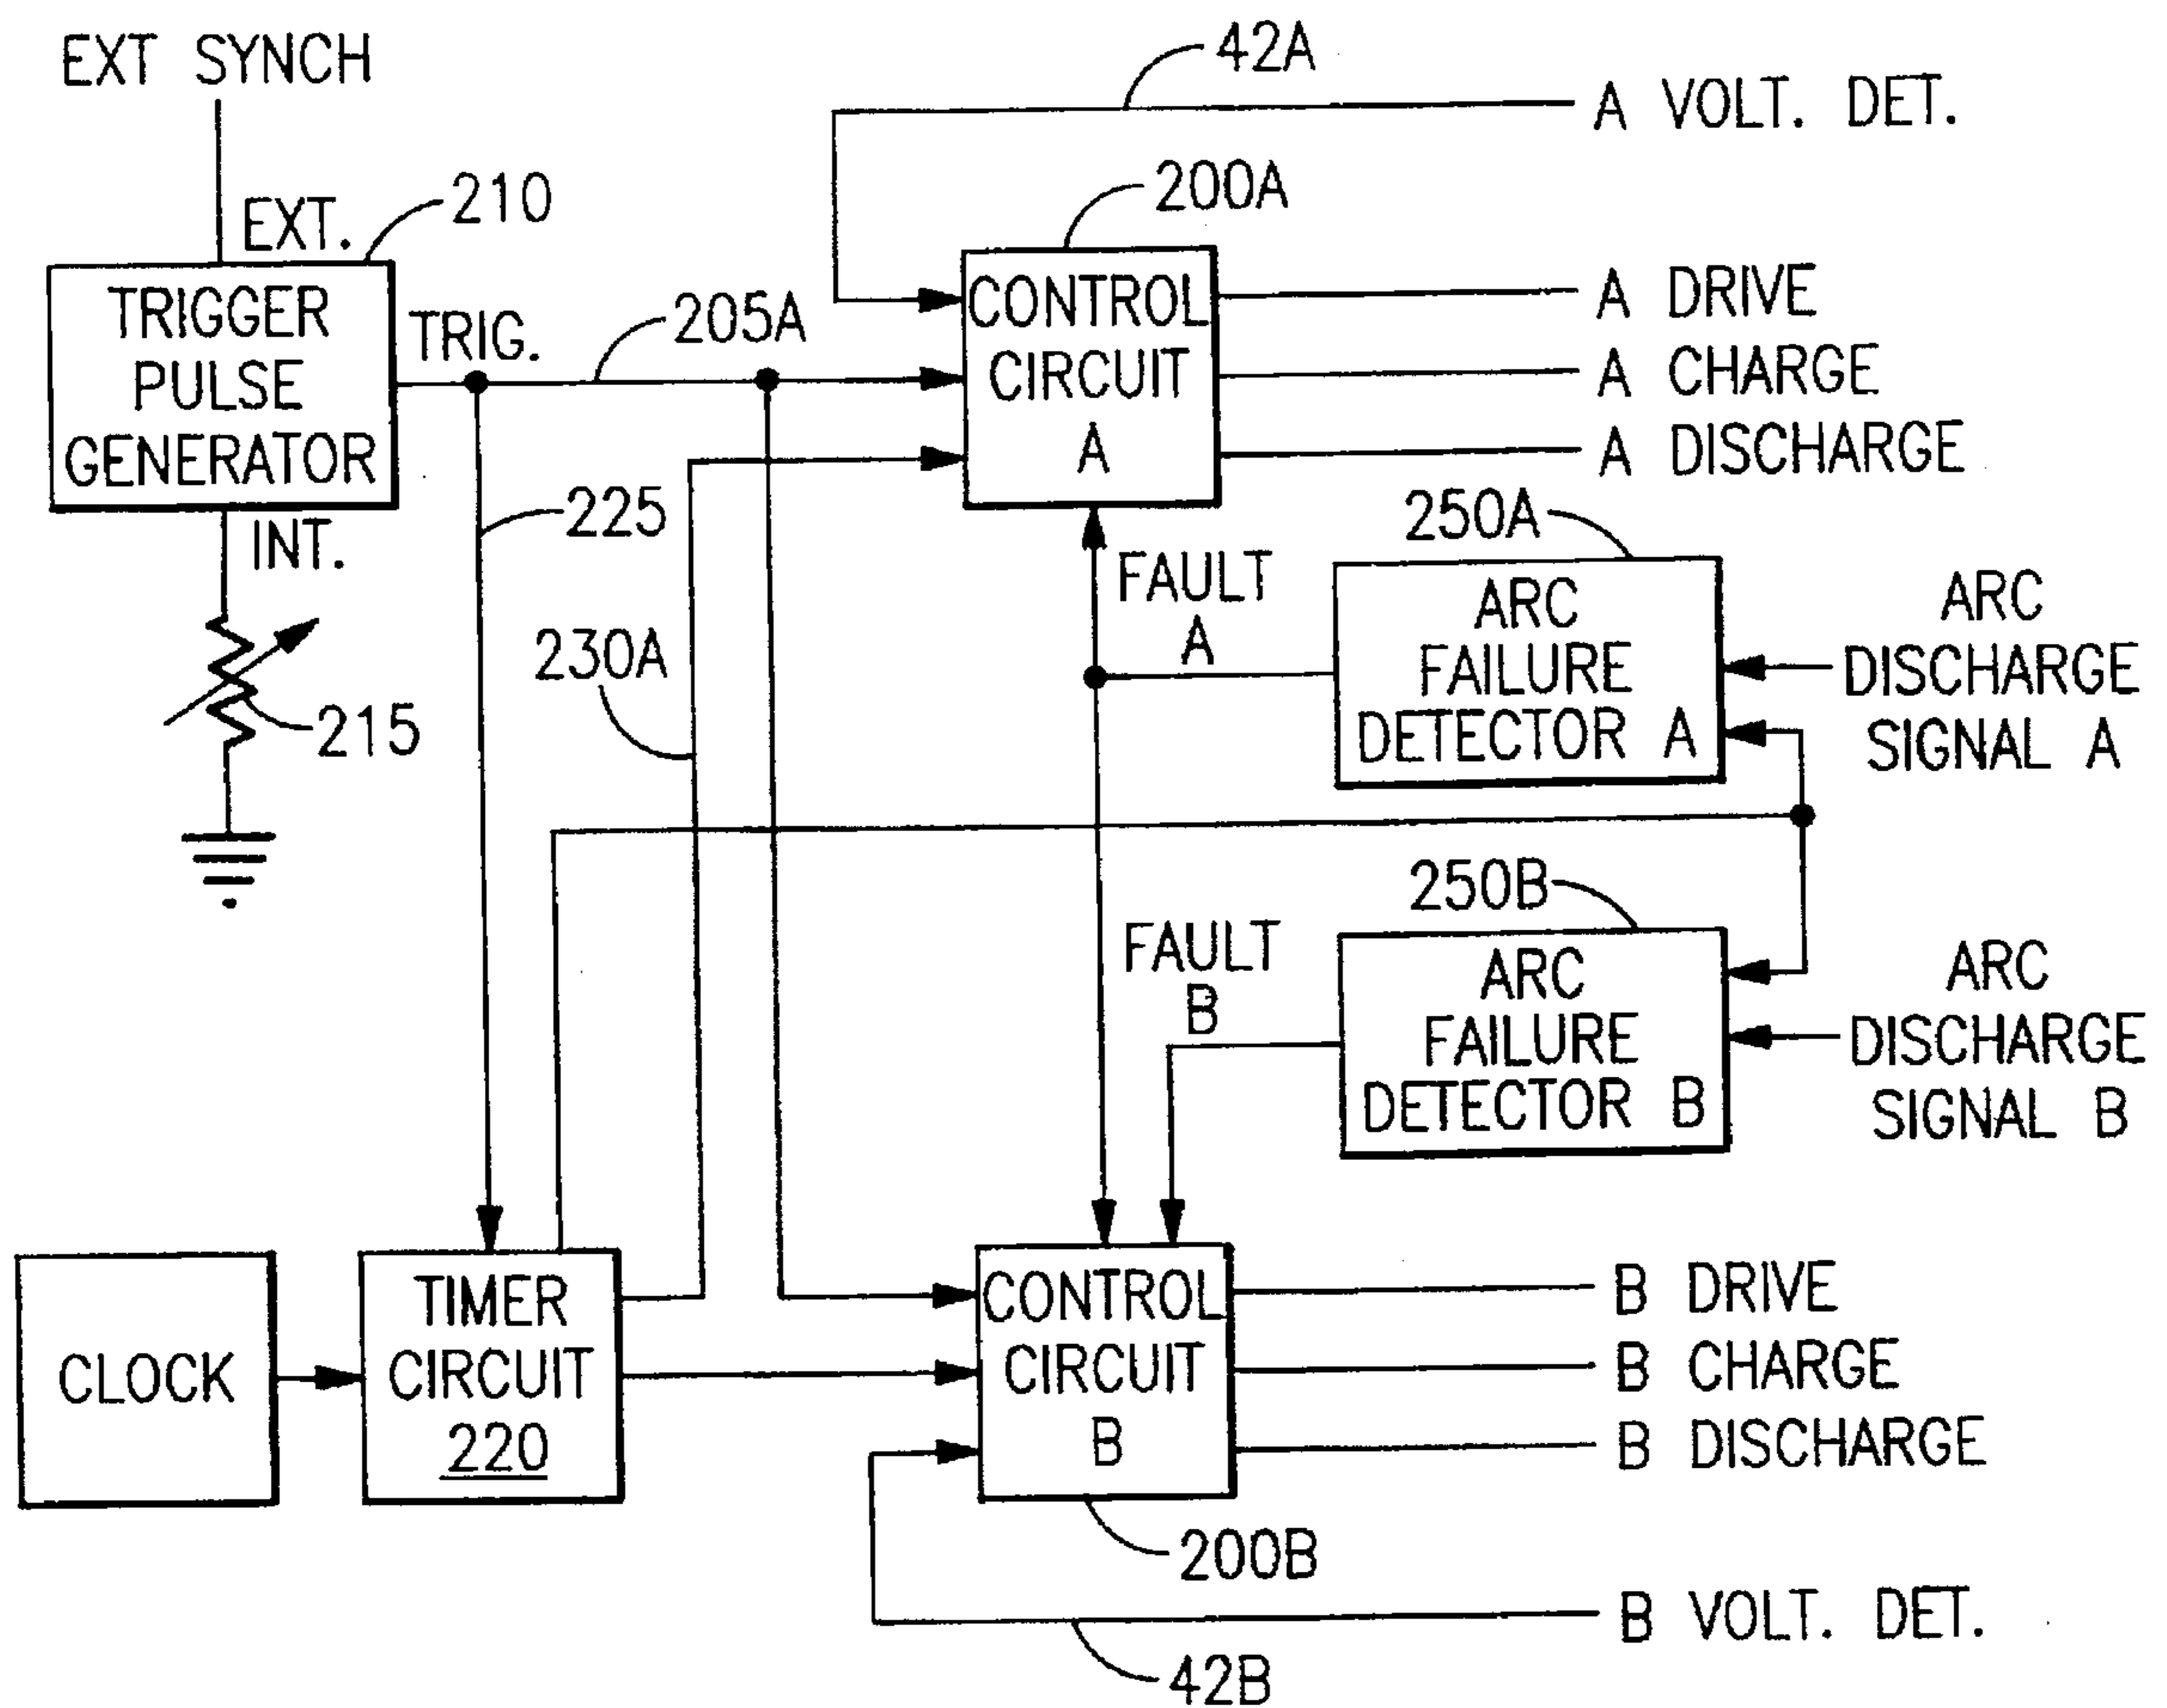 EXT SYNCH
42A
A VOLT. DET.
EXT.
210
200A
TRIGGER
PULSE
GENERATOR
TRIG.
205A
CONTROL
CIRCUIT
A
A DRIVE
A CHARGE
A DISCHARGE
INT.
225
215
230A
FAULT
A
250A
ARC
FAILURE
DETECTOR A
ARC
DISCHARGE
SIGNAL A
FAULT
B
250B
ARC
FAILURE
DETECTOR B
ARC
DISCHARGE
SIGNAL B
CLOCK
TIMER
CIRCUIT
220
CONTROL
CIRCUIT
B
B DRIVE
B CHARGE
B DISCHARGE
200B
B VOLT. DET.
42B